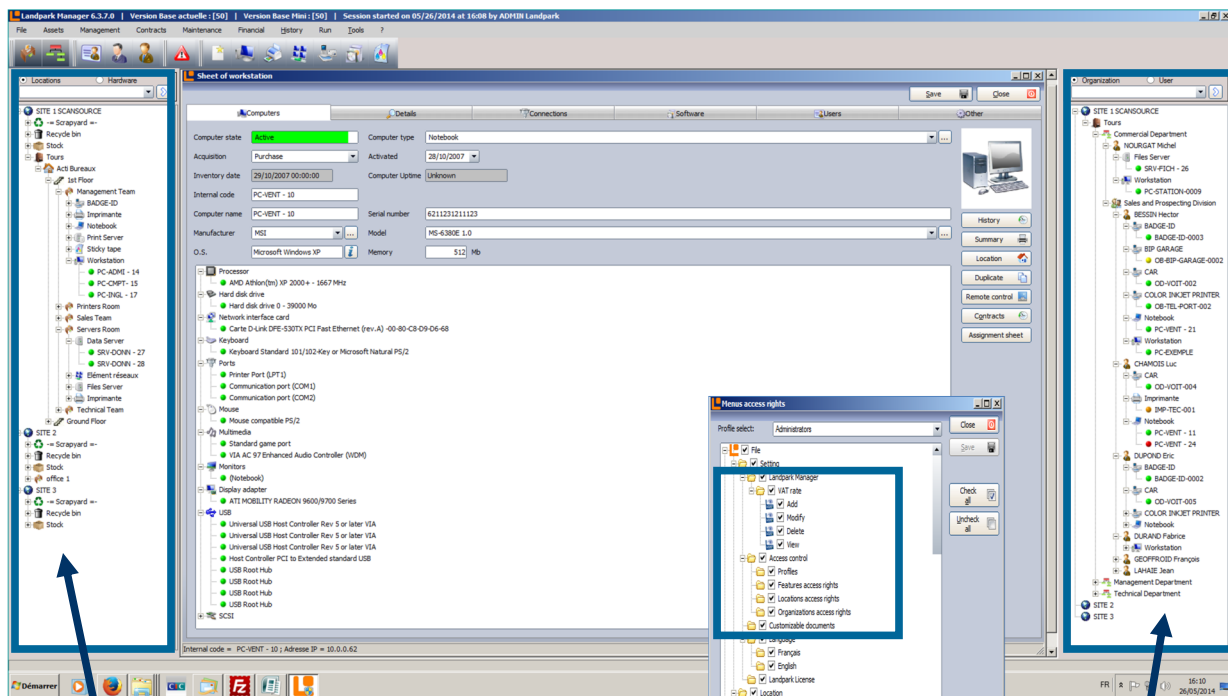 Landpark Manager 6.3.7.0 | Version Base actuelle : [50] | Version Base Mini : [50] | Session started on 05/26/2014 at 16:08 by ADMIN Landpark
File Assets Management Contracts Maintenance Financial History Run Tools ?
Locations Hardware
SITE 1 SCANSOURCE
-= Scrapyard =-
Recycle bin
Stock
Tours
Acti Bureaux
1st Floor
Management Team
BADGE-ID
Imprimante
Notebook
Print Server
Sticky tape
Workstation
PC-ADMI - 14
PC-CMPT- 15
PC-INGL - 17
Printers Room
Sales Team
Servers Room
Data Server
SRV-DONN - 27
SRV-DONN - 28
Elément réseaux
Files Server
Imprimante
Technical Team
Ground Floor
SITE 2
-= Scrapyard =-
Recycle bin
Stock
office 1
SITE 3
-= Scrapyard =-
Recycle bin
Stock
Sheet of workstation
Save Close
Computers Details Connections Software Users Other
Computer state Active Computer type Notebook
Acquisition Purchase Activated 28/10/2007
Inventory date 29/10/2007 00:00:00 Computer Uptime Unknown
Internal code PC-VENT - 10
Computer name PC-VENT - 10 Serial number 6211231211123
Manufacturer MSI ... Model MS-6380E 1.0 ...
O.S. Microsoft Windows XP i Memory 512 Mb
Processor
AMD Athlon(tm) XP 2000+ - 1667 MHz
Hard disk drive
Hard disk drive 0 - 39000 Mo
Network interface card
Carte D-Link DFE-530TX PCI Fast Ethernet (rev.A) -00-80-C8-D9-D6-68
Keyboard
Keyboard Standard 101/102-Key or Microsoft Natural PS/2
Ports
Printer Port (LPT1)
Communication port (COM1)
Communication port (COM2)
Mouse
Mouse compatible PS/2
Multimedia
Standard game port
VIA AC 97 Enhanced Audio Controller (WDM)
Monitors
(Notebook)
Display adapter
ATI MOBILITY RADEON 9600/9700 Series
USB
Universal USB Host Controller Rev 5 or later VIA
Universal USB Host Controller Rev 5 or later VIA
Universal USB Host Controller Rev 5 or later VIA
Host Controller PCI to Extended standard USB
USB Root Hub
USB Root Hub
USB Root Hub
USB Root Hub
SCSI
Internal code = PC-VENT - 10 ; Adresse IP = 10.0.0.62
History
Summary
Location
Duplicate
Remote control
Contracts
Assignment sheet
Menus access rights
Profile select: Administrators
Close
Save
Check all
Uncheck all
File
Setting
Landpark Manager
VAT rate
Add
Modify
Delete
View
Access control
Profiles
Features access rights
Locations access rights
Organizations access rights
Customizable documents
Language
Français
English
Landpark License
Location
Organization User
SITE 1 SCANSOURCE
Tours
Commercial Department
NOURGAT Michel
Files Server
SRV-FICH - 26
Workstation
PC-STATION-0009
Sales and Prospecting Division
BESSIN Hector
BADGE-ID
BADGE-ID-0003
BIP GARAGE
OB-BIP-GARAGE-0002
CAR
OD-VOIT-002
COLOR INKJET PRINTER
OB-TEL-PORT-002
Notebook
PC-VENT - 21
Workstation
PC-EXEMPLE
CHAMOIS Luc
CAR
OD-VOIT-004
Imprimante
IMP-TEC-001
Notebook
PC-VENT - 11
PC-VENT - 24
DUPOND Eric
BADGE-ID
BADGE-ID-0002
CAR
OD-VOIT-005
COLOR INKJET PRINTER
Notebook
DURAND Fabrice
Workstation
GEOFFROID François
LAHAIE Jean
Management Department
Technical Department
SITE 2
SITE 3
Démarrer
FR
16:10
26/05/2014